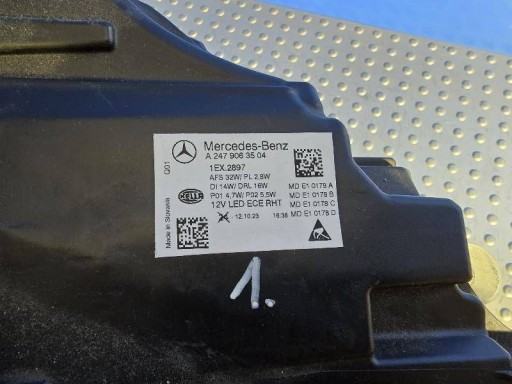 Mercedes-Benz
A 247 906 35 04
1EX.2897
AFS 32W/ PL 2,8W
DI 14W/ DRL 16W
P01 4,7W/ P02 5,5W
12V LED ECE RHT
12.10.23 16:38
MD E1 0179 A
MD E1 0178 B
MD E1 0178 C
MD E1 0178 D
HELLA
001
Made in Slovakia
1.